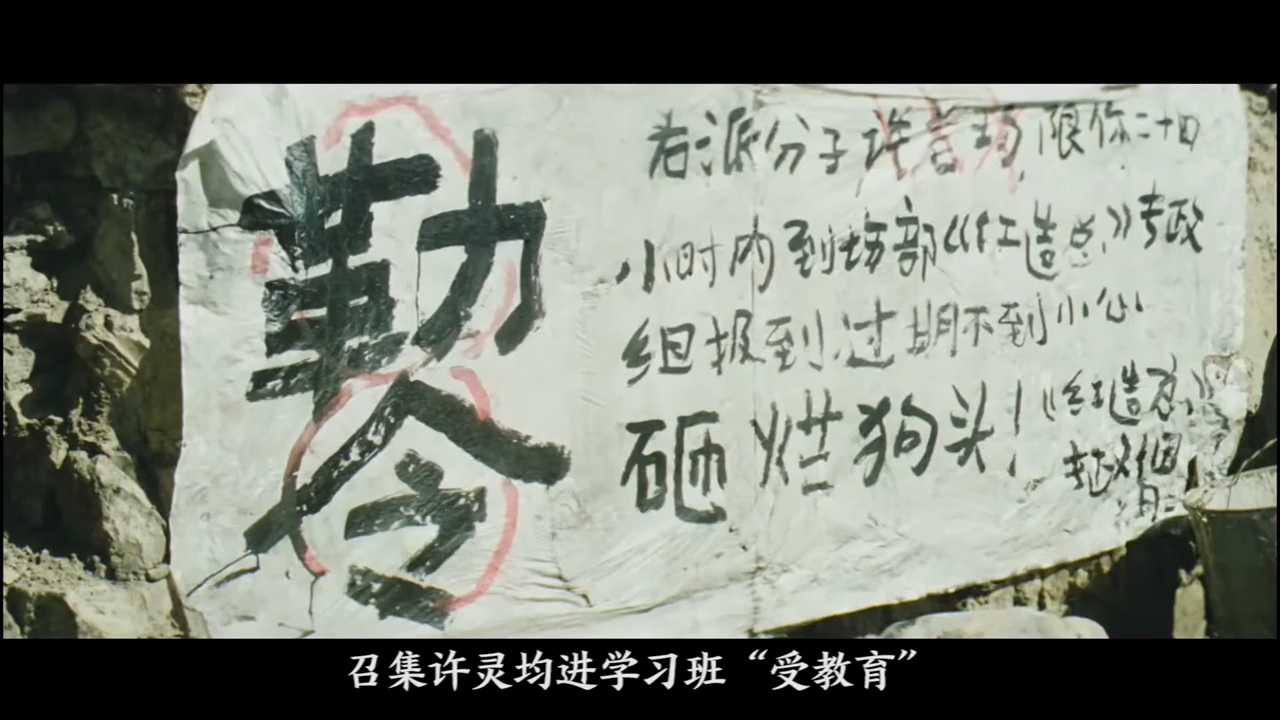 勒令
右派分子许灵均,限你二十四
小时内到场部《红造总》专政
组报到,过期不到小心
砸烂狗头!《红造总》
专政组
召集许灵均进学习班“受教育”